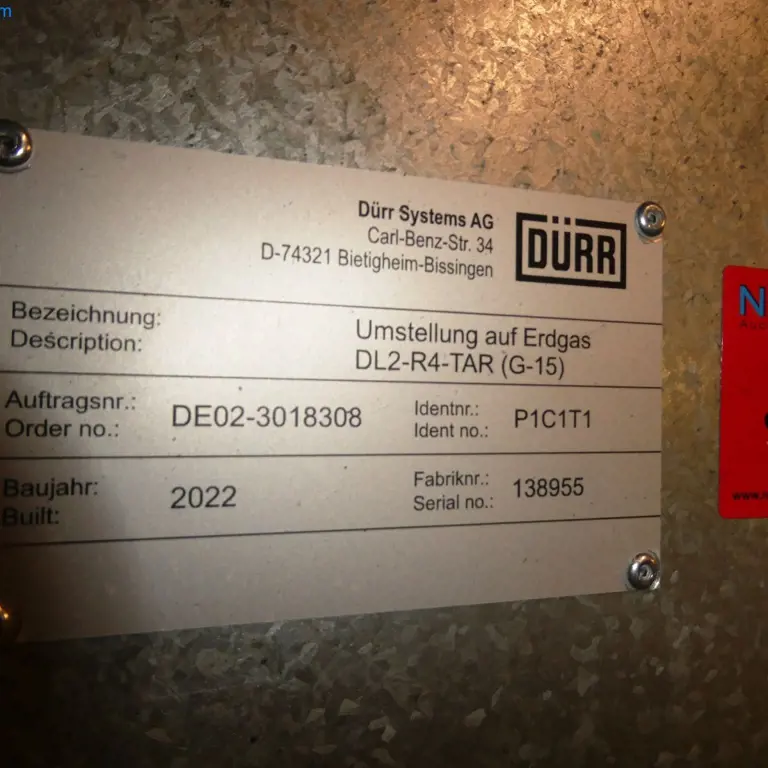 m
Dürr Systems AG
Carl-Benz-Str. 34
D-74321 Bietigheim-Bissingen
DÜRR
Bezeichnung:
Description:
Umstellung auf Erdgas
DL2-R4-TAR (G-15)
Auftragsnr.:
Order no.:
DE02-3018308
Identnr.:
Ident no.:
P1C1T1
Baujahr:
Built:
2022
Fabriknr.:
Serial no.:
138955
N
www.n